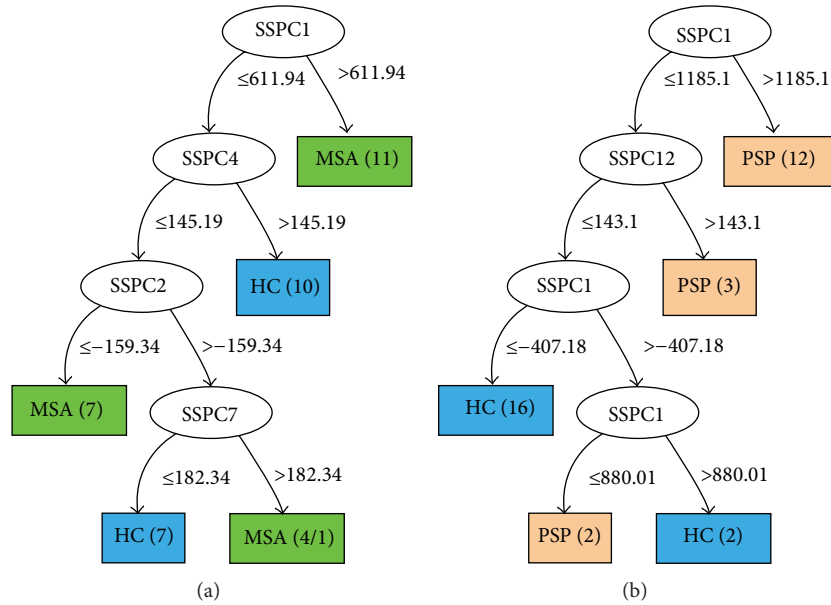 SSPC1
≤611.94
>611.94
SSPC4
MSA (11)
≤145.19
>145.19
SSPC2
HC (10)
≤−159.34
>−159.34
MSA (7)
SSPC7
≤182.34
>182.34
HC (7)
MSA (4/1)
(a)
SSPC1
≤1185.1
>1185.1
SSPC12
PSP (12)
≤143.1
>143.1
SSPC1
PSP (3)
≤−407.18
>−407.18
HC (16)
SSPC1
≤880.01
>880.01
PSP (2)
HC (2)
(b)